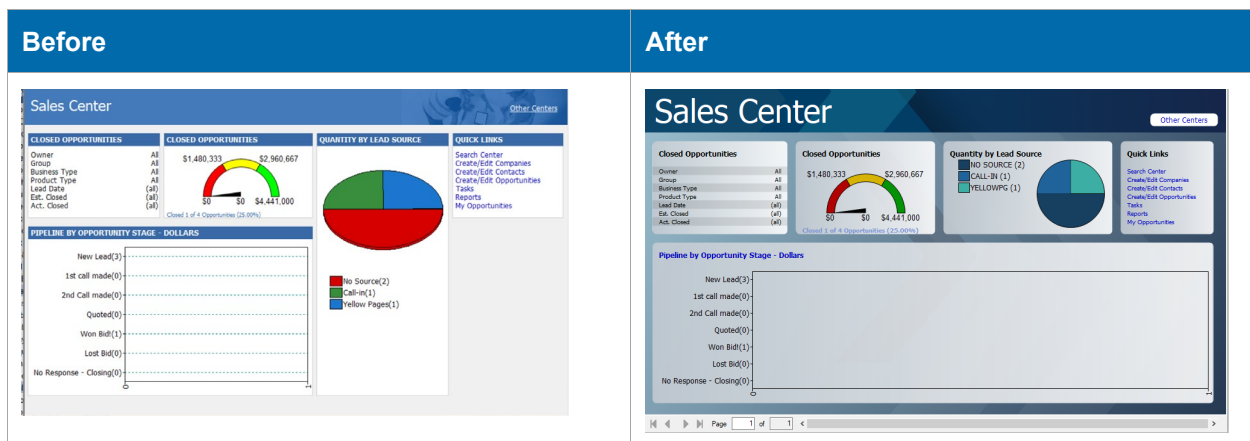 Before
After
Sales Center
Other Centers
CLOSED OPPORTUNITIES
Owner All
Group All
Business Type All
Product Type All
Lead Date (all)
Est. Closed (all)
Act. Closed (all)
CLOSED OPPORTUNITIES
$1,480,333 $2,960,667
$0 $0 $4,441,000
Closed 1 of 4 Opportunities (25.00%)
QUANTITY BY LEAD SOURCE
No Source(2)
Call-in(1)
Yellow Pages(1)
QUICK LINKS
Search Center
Create/Edit Companies
Create/Edit Contacts
Create/Edit Opportunities
Tasks
Reports
My Opportunities
PIPELINE BY OPPORTUNITY STAGE - DOLLARS
New Lead(3)
1st call made(0)
2nd Call made(0)
Quoted(0)
Won Bid!(1)
Lost Bid(0)
No Response - Closing(0)
0 1
Sales Center
Other Centers
Closed Opportunities
Owner All
Group All
Business Type All
Product Type All
Lead Date (all)
Est. Closed (all)
Act. Closed (all)
Closed Opportunities
$1,480,333 $2,960,667
$0 $0 $4,441,000
Closed 1 of 4 Opportunities (25.00%)
Quantity by Lead Source
NO SOURCE (2)
CALL-IN (1)
YELLOWPG (1)
Quick Links
Search Center
Create/Edit Companies
Create/Edit Contacts
Create/Edit Opportunities
Tasks
Reports
My Opportunities
Pipeline by Opportunity Stage - Dollars
New Lead(3)
1st call made(0)
2nd Call made(0)
Quoted(0)
Won Bid!(1)
Lost Bid(0)
No Response - Closing(0)
0 1
Page 1 of 1